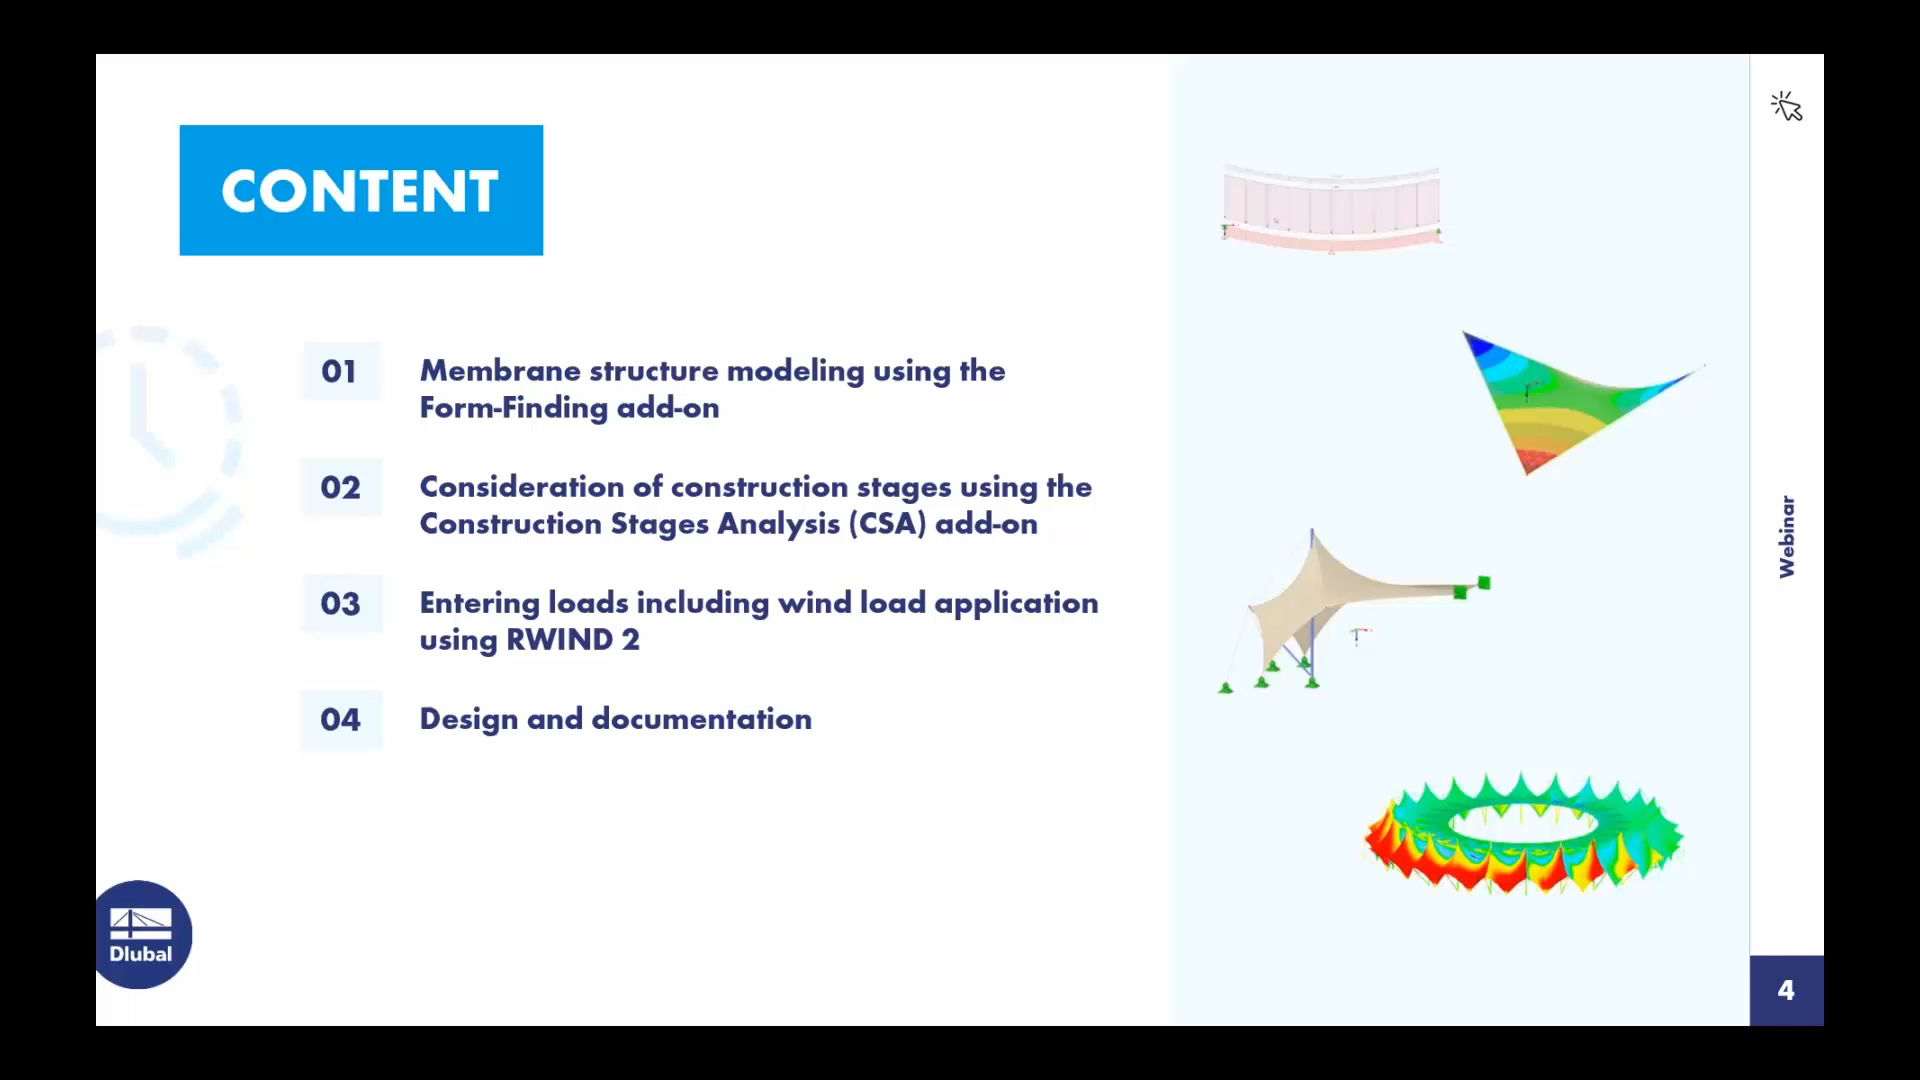 CONTENT
01
Membrane structure modeling using the
Form-Finding add-on
02
Consideration of construction stages using the
Construction Stages Analysis (CSA) add-on
03
Entering loads including wind load application
using RWIND 2
04
Design and documentation
Webinar
Dlubal
4